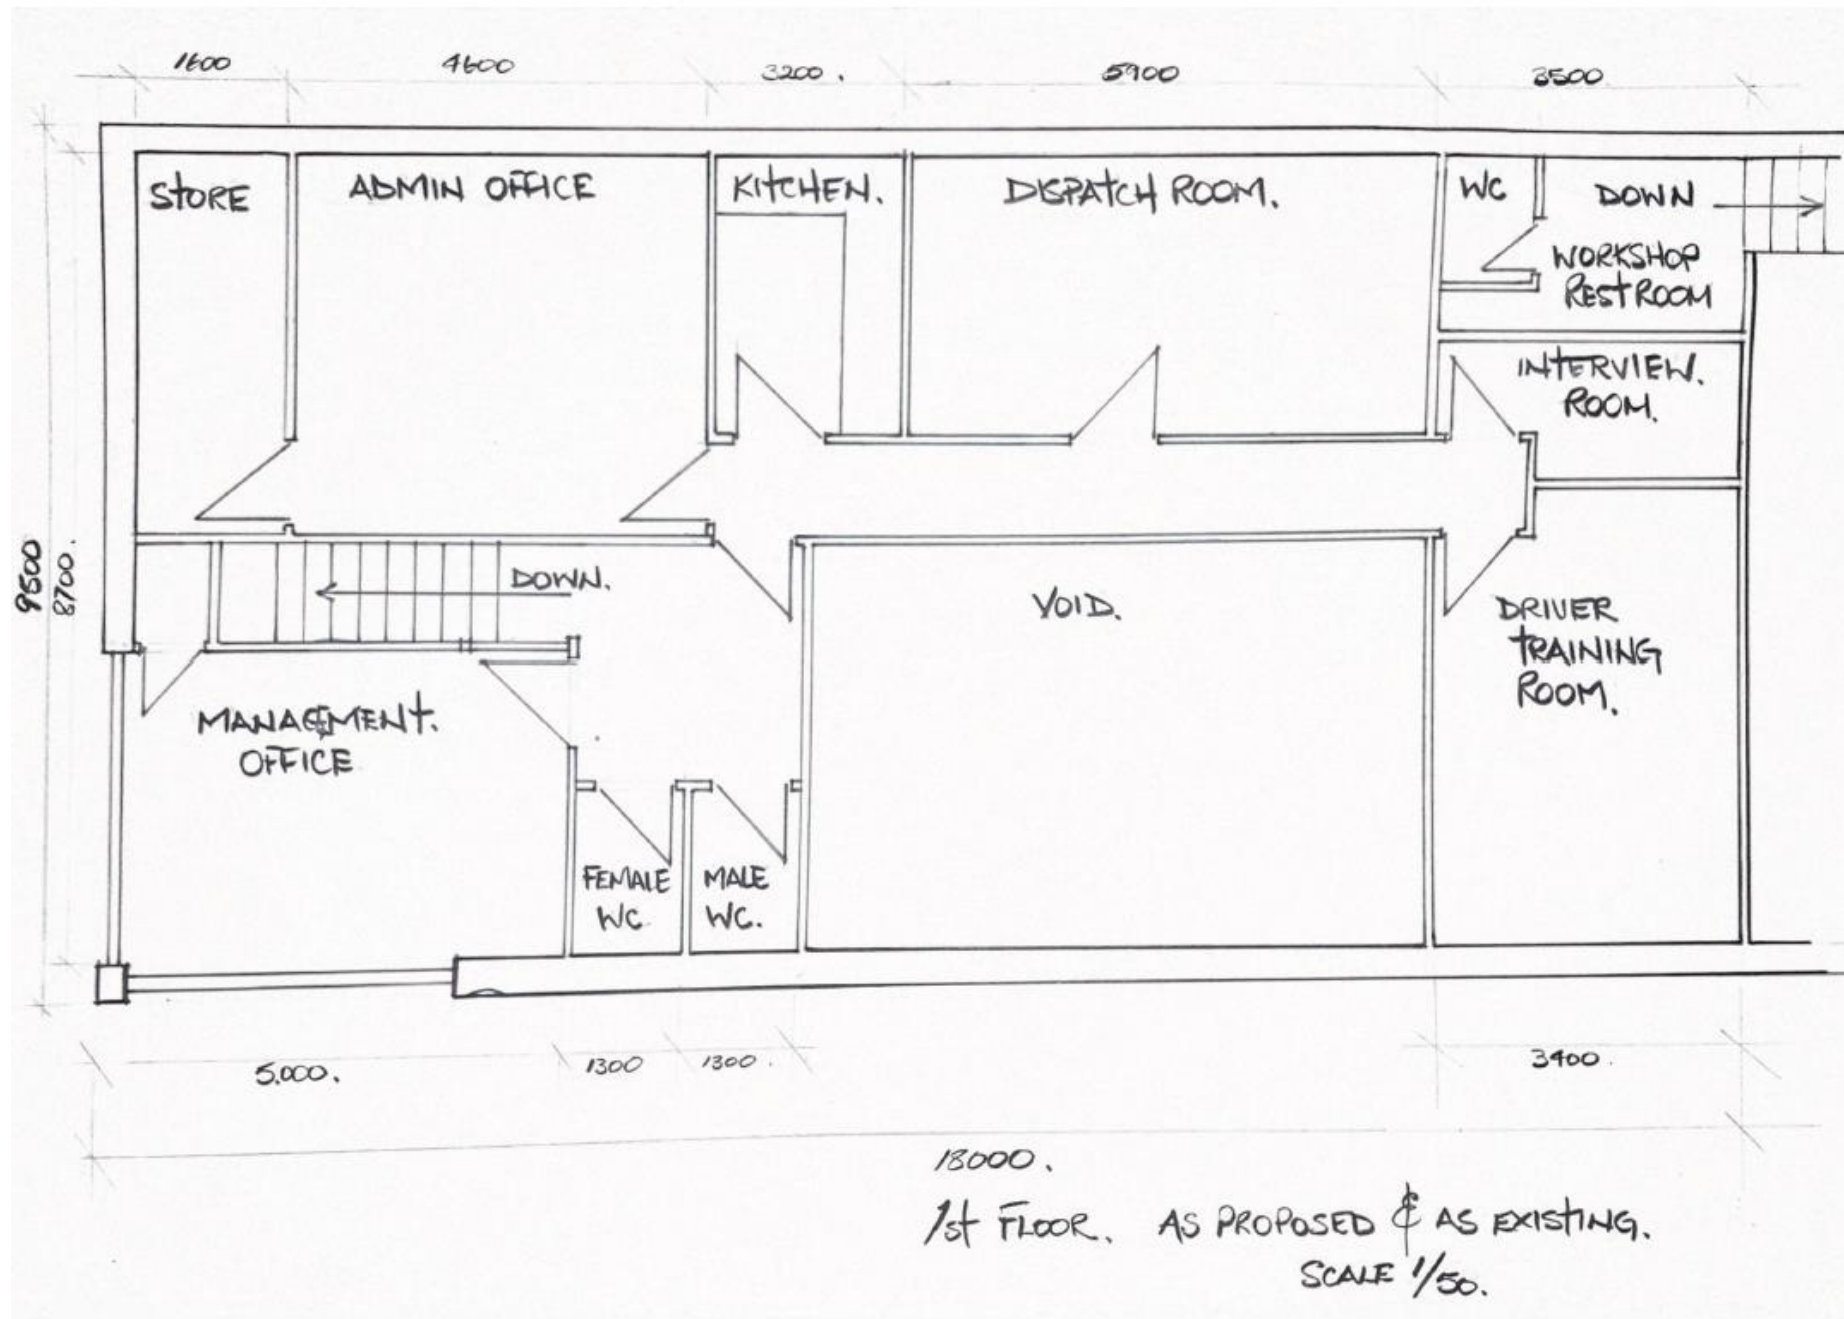 1600
4600
3200.
5900
3500
STORE
ADMIN OFFICE
KITCHEN.
DISPATCH ROOM.
WC
DOWN
WORKSHOP
RESTROOM
INTERVIEW.
ROOM.
9500
8700.
DOWN.
VOID.
DRIVER
TRAINING
ROOM.
MANAGEMENT.
OFFICE
FEMALE
WC
MALE
WC.
5.000.
1300
1300.
3400.
18000.
1st FLOOR. AS PROPOSED & AS EXISTING.
SCALE 1/50.